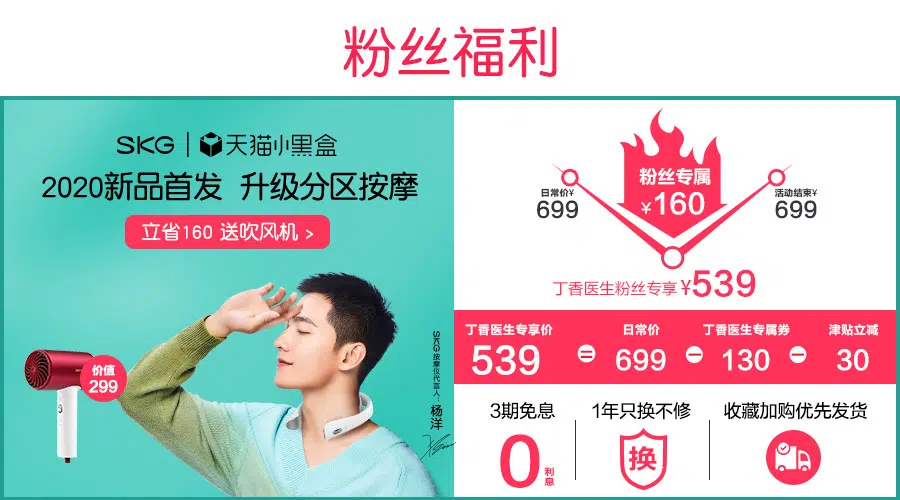 粉丝福利
SKG | 天猫小黑盒
2020新品首发 升级分区按摩
立省160 送吹风机 >
价值
299
SKG按摩仪代言人：杨洋
粉丝专属
¥160
日常价¥
699
活动结束¥
699
丁香医生粉丝专享 ¥539
丁香医生专享价 日常价 丁香医生专属券 津贴立减
539 = 699 - 130 - 30
3期免息 1年只换不修 收藏加购优先发货
0利息
换